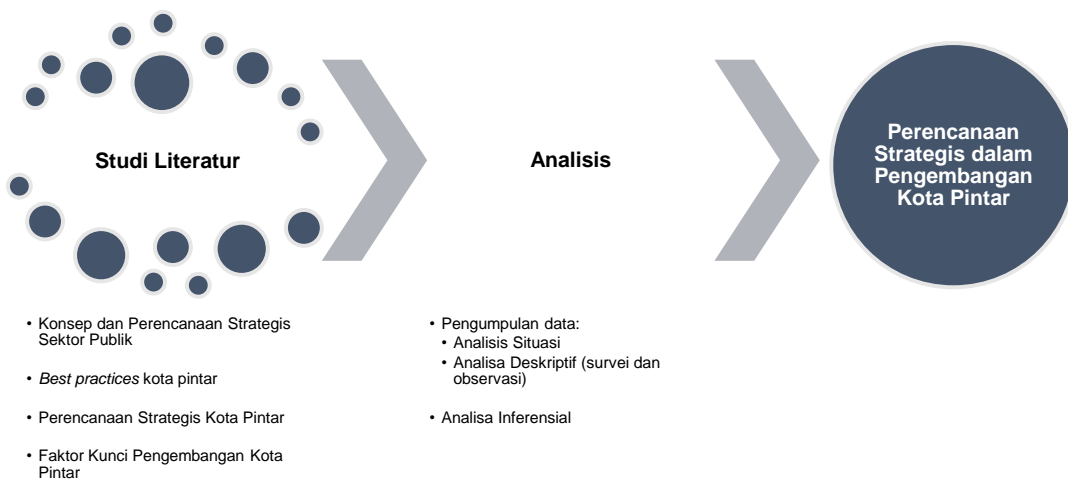 Studi Literatur
• Konsep dan Perencanaan Strategis
Sektor Publik
• Best practices kota pintar
• Perencanaan Strategis Kota Pintar
• Faktor Kunci Pengembangan Kota
Pintar
Analisis
• Pengumpulan data:
• Analisis Situasi
• Analisa Deskriptif (survei dan
observasi)
• Analisa Inferensial
Perencanaan
Strategis dalam
Pengembangan
Kota Pintar